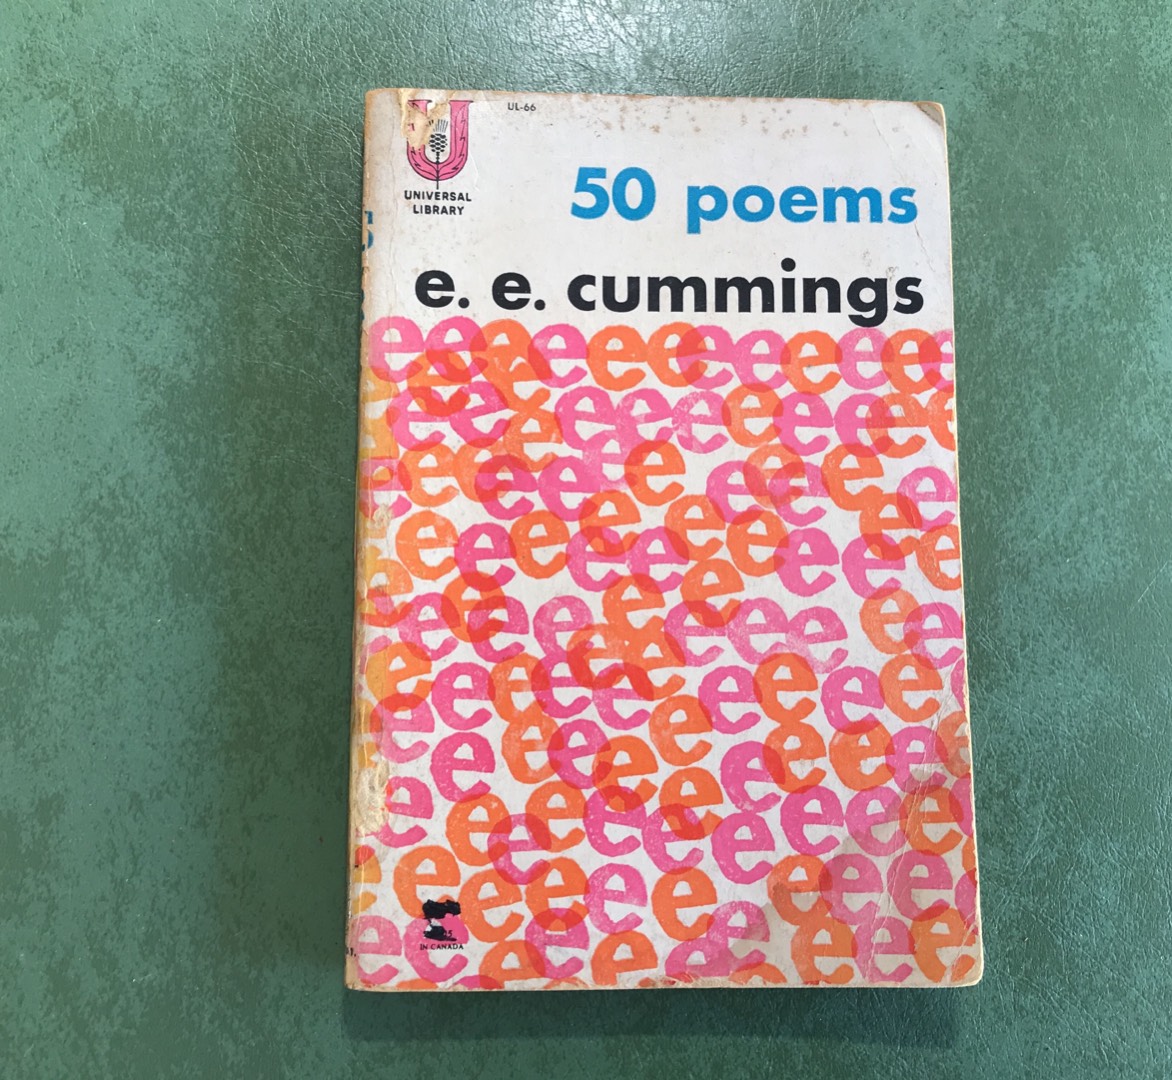 UL-66
U
UNIVERSAL
LIBRARY
50 poems
e. e. cummings
IN CANADA